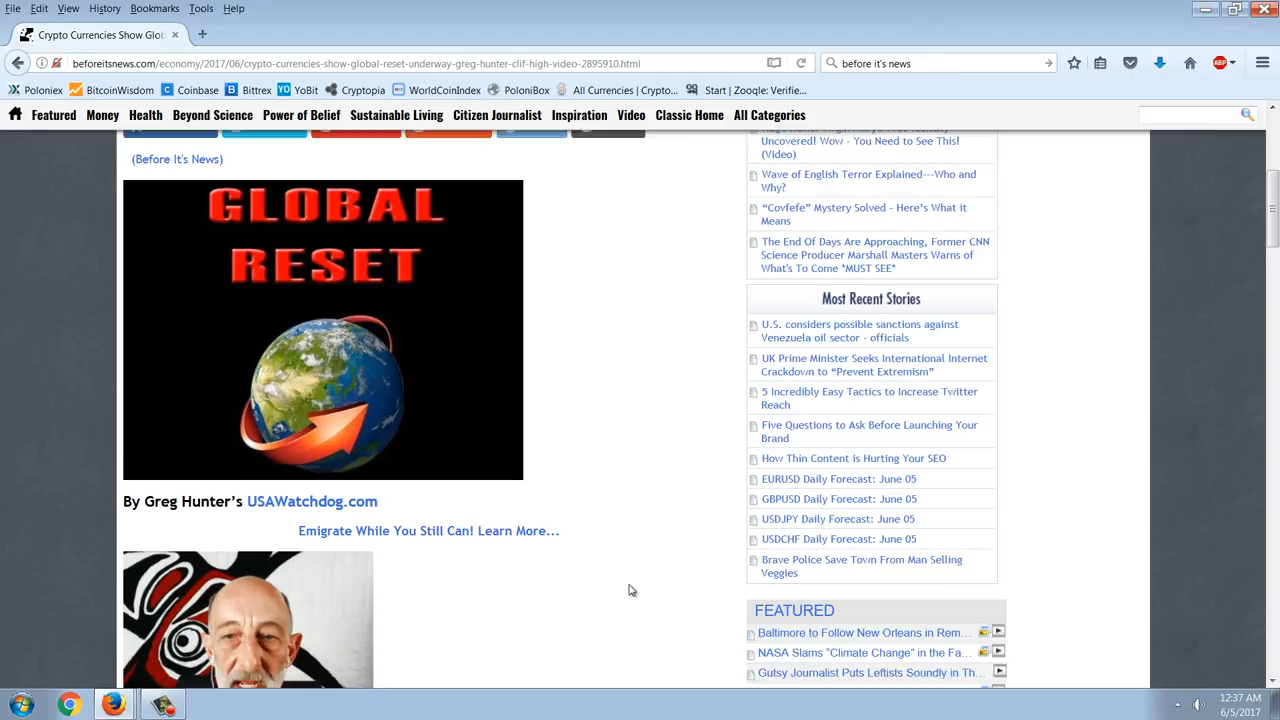 File Edit View History Bookmarks Tools Help
Crypto Currencies Show Glob
beforeitsnews.com/economy/2017/06/crypto-currencies-show-global-reset-underway-greg-hunter-clif-high-video-2895910.html
before it's news
ABP
Poloniex BitcoinWisdom Coinbase Bittrex YoBit Cryptopia WorldCoinIndex PoloniBox All Currencies | Crypto... Start | Zooqle: Verifie...
Featured Money Health Beyond Science Power of Belief Sustainable Living Citizen Journalist Inspiration Video Classic Home All Categories
(Before It's News)
GLOBAL
RESET
By Greg Hunter’s USAWatchdog.com
Emigrate While You Still Can! Learn More...
Uncovered! Wow - You Need to See This!
(Video)
Wave of English Terror Explained---Who and
Why?
“Covfefe” Mystery Solved – Here’s What it
Means
The End Of Days Are Approaching, Former CNN
Science Producer Marshall Masters Warns of
What's To Come *MUST SEE*
Most Recent Stories
U.S. considers possible sanctions against
Venezuela oil sector - officials
UK Prime Minister Seeks International Internet
Crackdown to “Prevent Extremism”
5 Incredibly Easy Tactics to Increase Twitter
Reach
Five Questions to Ask Before Launching Your
Brand
How Thin Content is Hurting Your SEO
EURUSD Daily Forecast: June 05
GBPUSD Daily Forecast: June 05
USDJPY Daily Forecast: June 05
USDCHF Daily Forecast: June 05
Brave Police Save Town From Man Selling
Veggies
FEATURED
Baltimore to Follow New Orleans in Rem...
NASA Slams "Climate Change" in the Fa...
Gutsy Journalist Puts Leftists Soundly in Th...
12:37 AM
6/5/2017